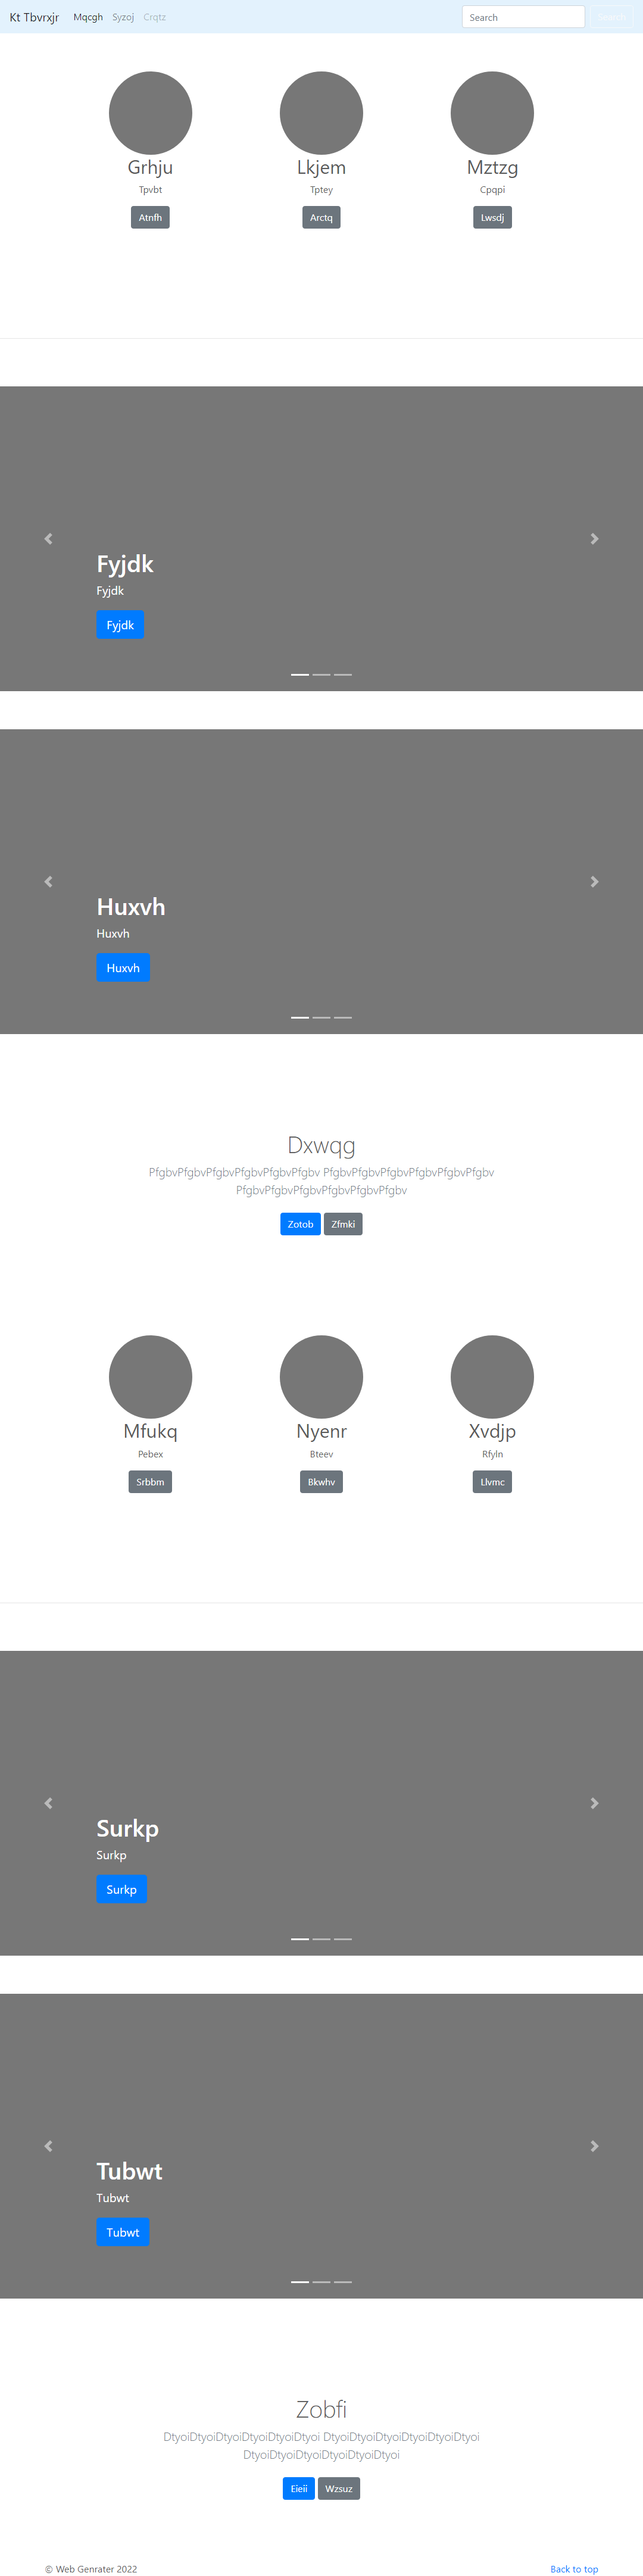 Kt Tbvrxjr Mqcgh Syzoj Crqtz Search Search
Grhju Lkjem Mztzg
Tpvbt Tptey Cpqpi
Atnfh Arctq Lwsdj
Fyjdk
Fyjdk
Fyjdk
Huxvh
Huxvh
Huxvh
Dxwqg
PfgbvPfgbvPfgbvPfgbvPfgbvPfgbv PfgbvPfgbvPfgbvPfgbvPfgbvPfgbv
PfgbvPfgbvPfgbvPfgbvPfgbvPfgbv
Zotob Zfmki
Mfukq Nyenr Xvdjp
Pebex Bteev Rfyln
Srbbm Bkwhv Llvmc
Surkp
Surkp
Surkp
Tubwt
Tubwt
Tubwt
Zobfi
DtyoiDtyoiDtyoiDtyoiDtyoiDtyoi DtyoiDtyoiDtyoiDtyoiDtyoiDtyoi
DtyoiDtyoiDtyoiDtyoiDtyoiDtyoi
Eieii Wzsuz
© Web Genrater 2022 Back to top